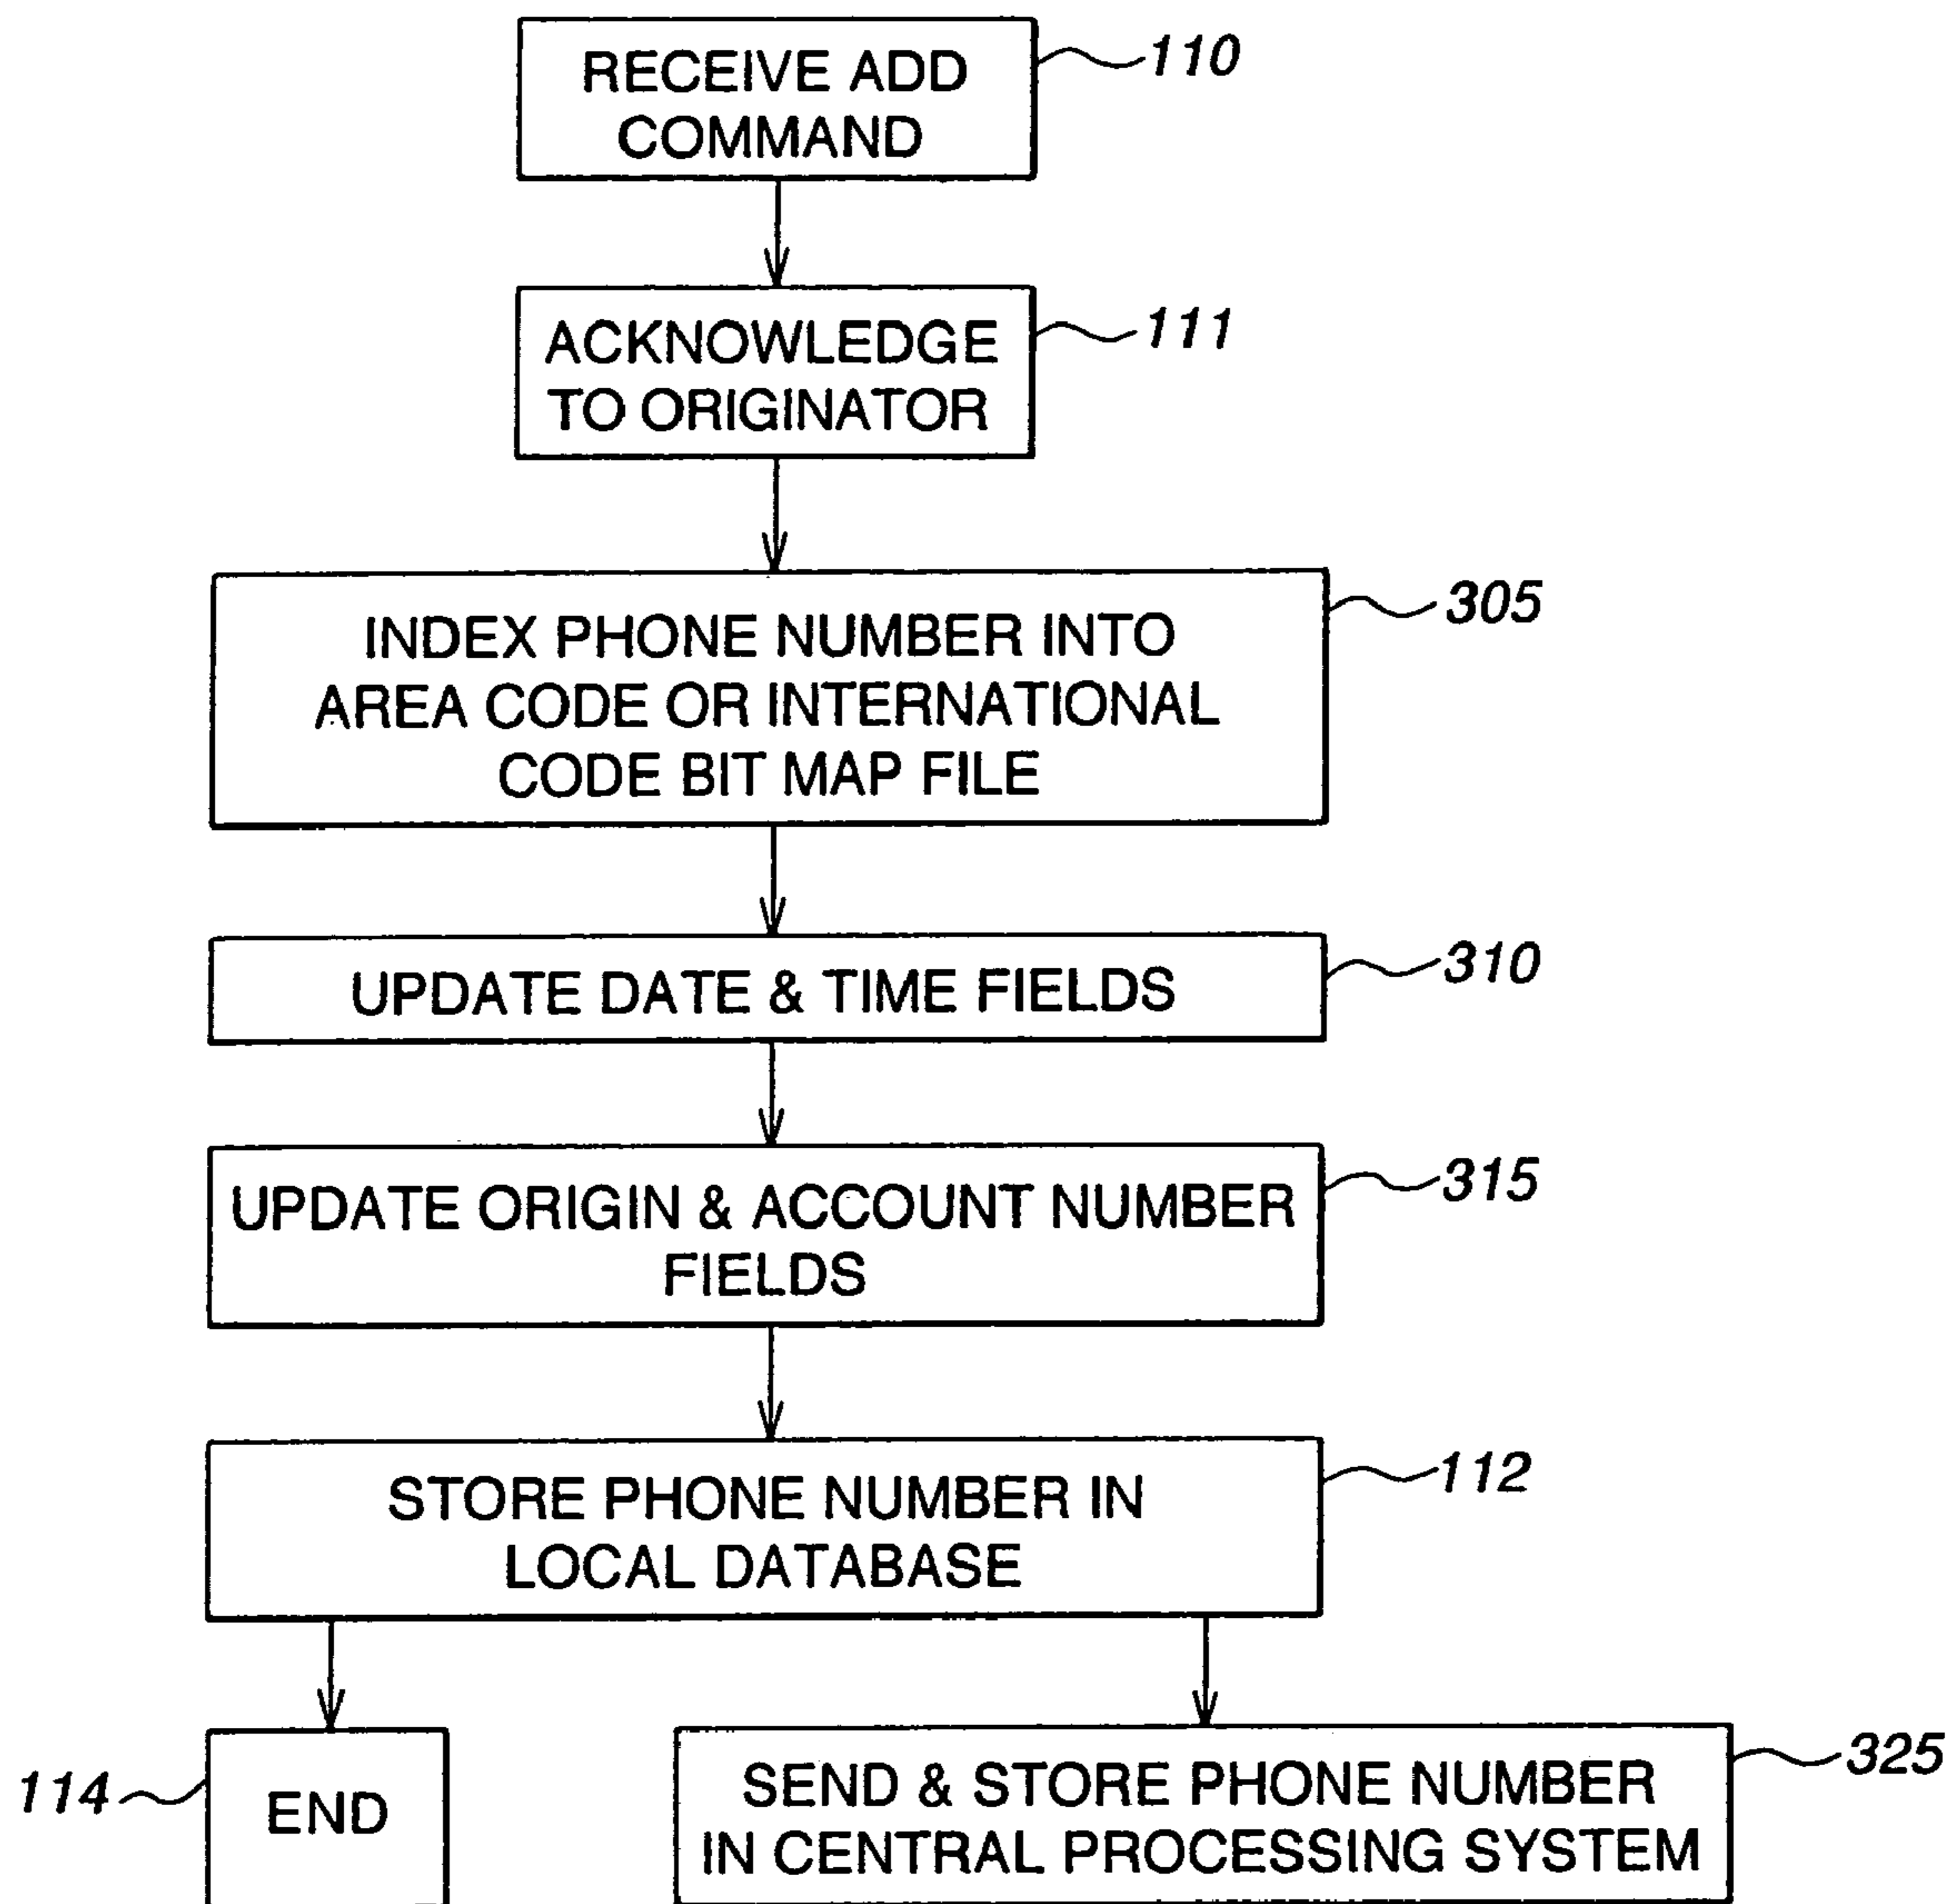 RECEIVE ADD
COMMAND
110
ACKNOWLEDGE
TO ORIGINATOR
111
INDEX PHONE NUMBER INTO
AREA CODE OR INTERNATIONAL
CODE BIT MAP FILE
305
UPDATE DATE & TIME FIELDS
310
UPDATE ORIGIN & ACCOUNT NUMBER
FIELDS
315
STORE PHONE NUMBER IN
LOCAL DATABASE
112
114
END
SEND & STORE PHONE NUMBER
IN CENTRAL PROCESSING SYSTEM
325